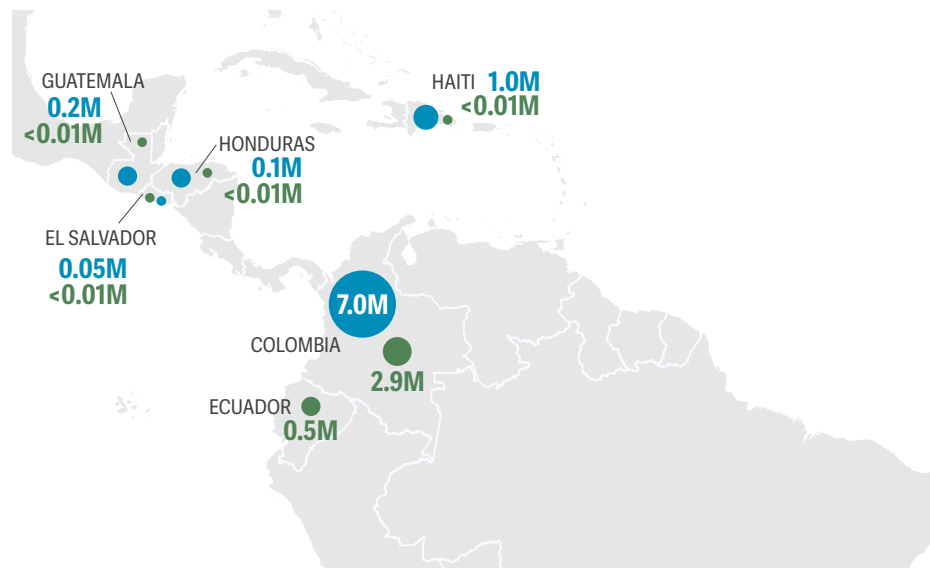 GUATEMALA
0.2M
<0.01M
HAITI 1.0M
<0.01M
HONDURAS
0.1M
<0.01M
EL SALVADOR
0.05M
<0.01M
7.0M
COLOMBIA
2.9M
ECUADOR
0.5M